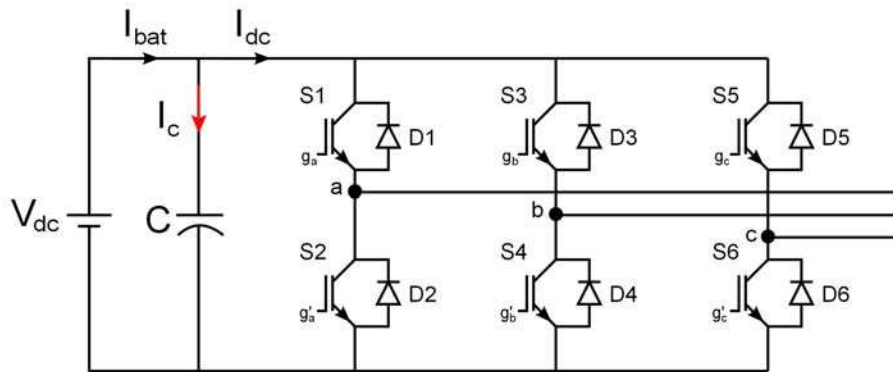 I_bat I_dc
S1 S3 S5
I_c D1 D3 D5
g_a g_b g_c
a
b
V_dc C c
S2 S4 S6
D2 D4 D6
g'_a g'_b g'_c